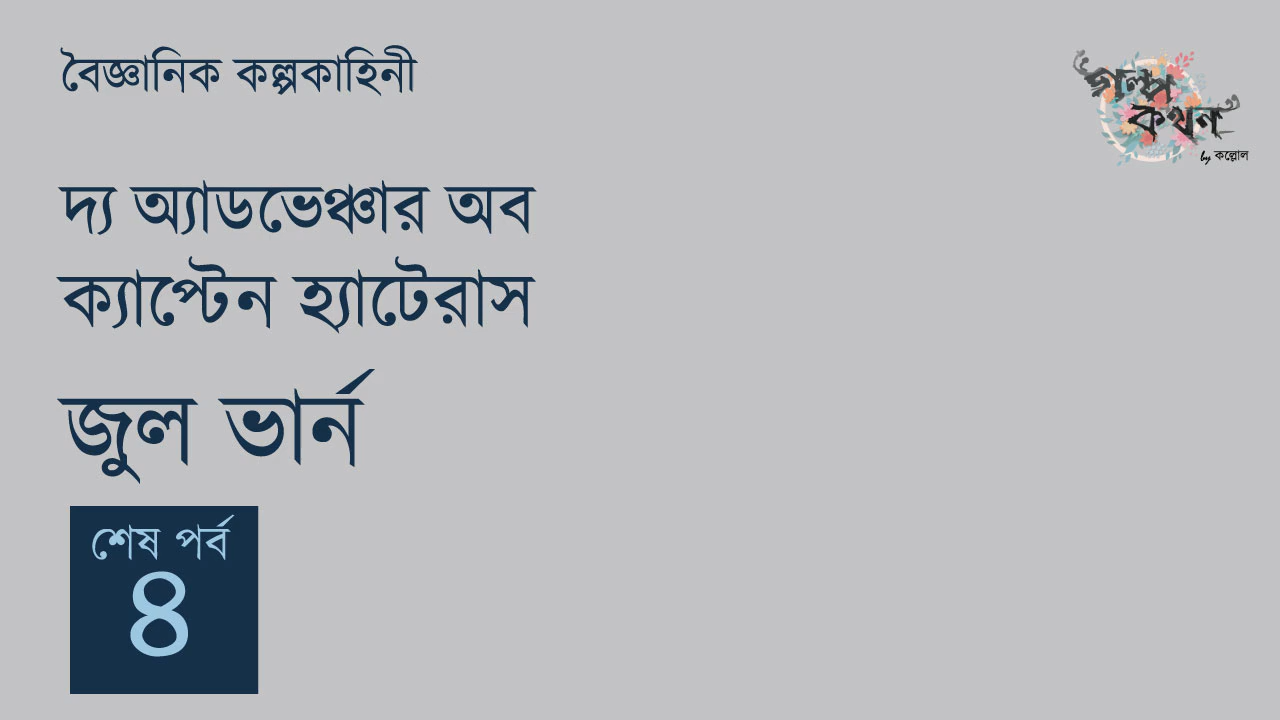 বৈজ্ঞানিক কল্পকাহিনী
গল্প
কথন
by কল্লোল
দ্য অ্যাডভেঞ্চার অব
ক্যাপ্টেন হ্যাটেরাস
জুল ভার্ন
শেষ পর্ব
৪